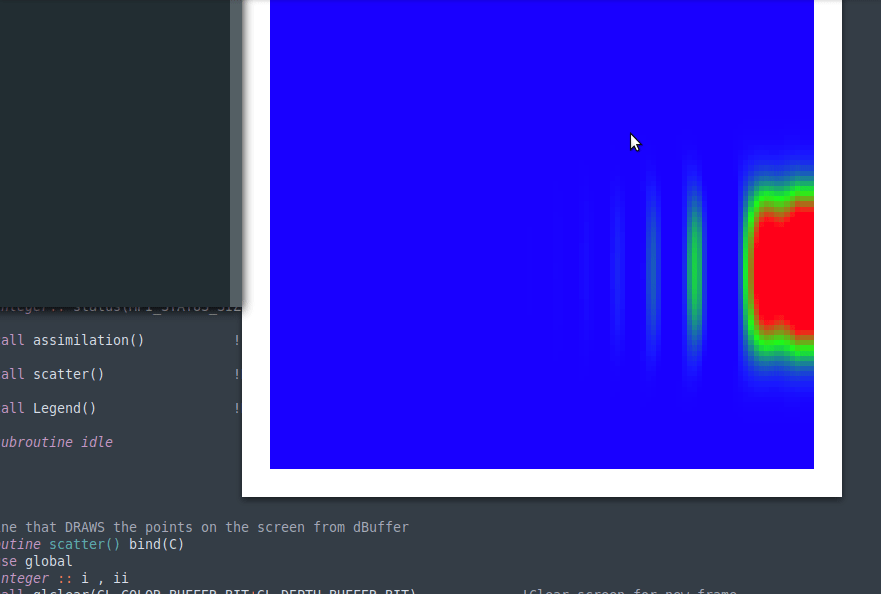 nteger:: status(MPI_STATUS_SIZ
all assimilation() !
all scatter() !
all Legend() !
ubroutine idle
ne that DRAWS the points on the screen from dBuffer
outine scatter() bind(C)
se global
nteger :: i , ii
all glclear(GL_COLOR_BUFFER_BIT+GL_DEPTH_BUFFER_BIT) !Clear screen for new frame